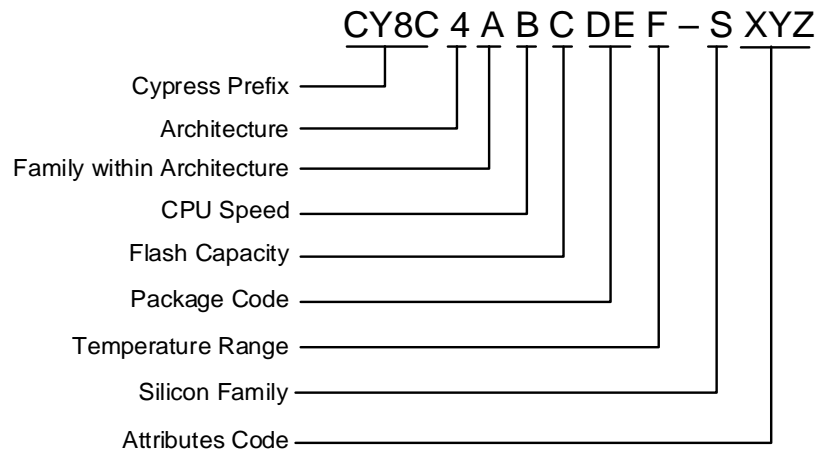 CY8C 4 A B C DE F – S XYZ
Cypress Prefix
Architecture
Family within Architecture
CPU Speed
Flash Capacity
Package Code
Temperature Range
Silicon Family
Attributes Code